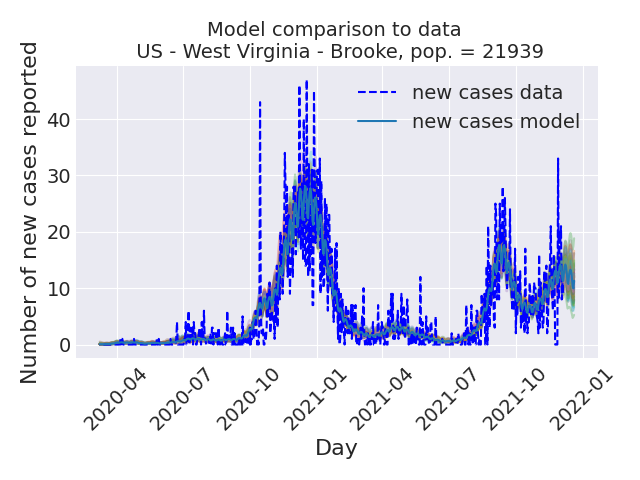 Model comparison to data
US - West Virginia - Brooke, pop. = 21939
Number of new cases reported
40
30
20
10
0
new cases data
new cases model
2020-04
2020-07
2020-10
2021-01
2021-04
2021-07
2021-10
2022-01
Day